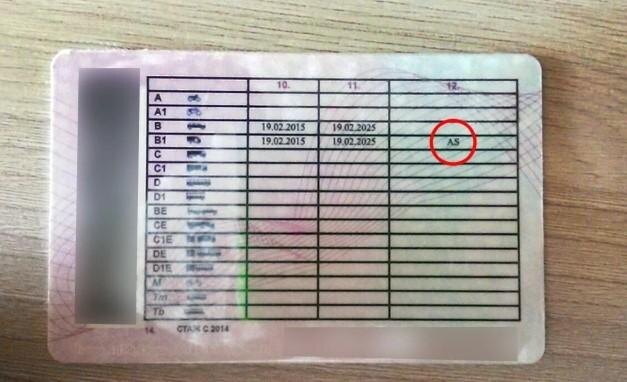 10. 11. 12.
A
A1
B 19.02.2015 19.02.2025
B1 19.02.2015 19.02.2025 AS
C
C1
D
D1
BE
CE
C1E
DE
D1E
M
Tm
Tb
14. СТАЖ С 2014